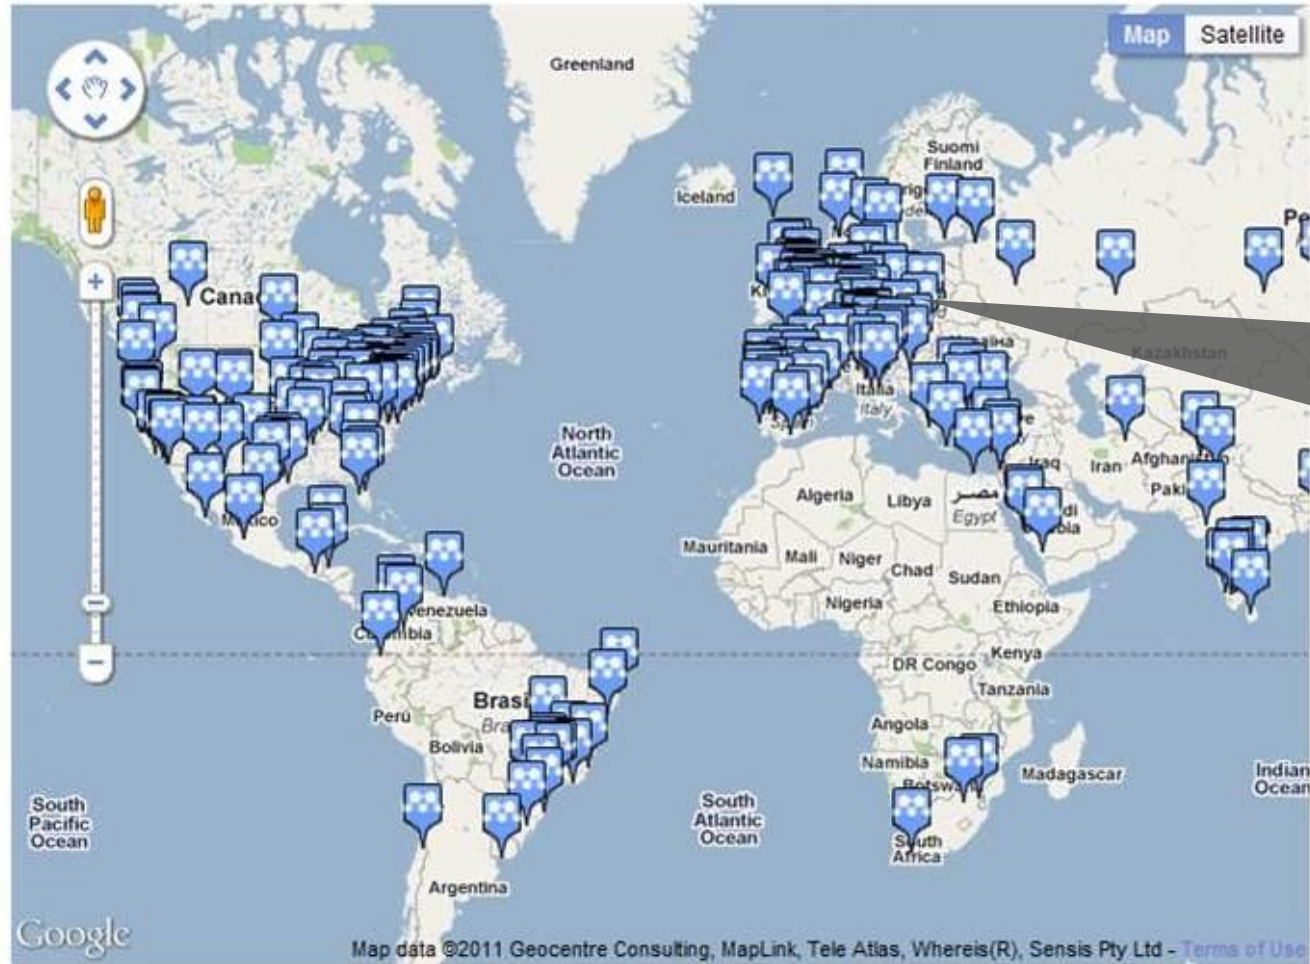 Map
Satellite
Greenland
Suomi
Finland
Iceland
Kazakhstan
Italia
Italy
North
Atlantic
Ocean
Iraq
Iran
Algeria
Libya
مصر
Egypt
Mauritania
Mali
Niger
Chad
Sudan
Nigeria
Ethiopia
DR Congo
Kenya
Tanzania
Perú
Bolivia
Angola
Namibia
Madagascar
South
Pacific
Ocean
South
Atlantic
Ocean
Indian
Ocean
South
Africa
Argentina
Google
Map data ©2011 Geocentre Consulting, MapLink, Tele Atlas, Whereis(R), Sensis Pty Ltd - Terms of Use